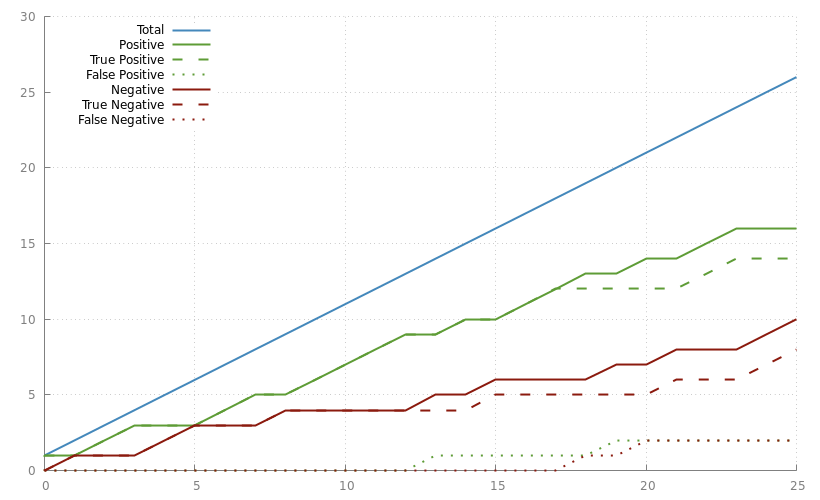 30
Total
Positive
True Positive
False Positive
Negative
True Negative
False Negative
25
20
15
10
5
0
0 5 10 15 20 25